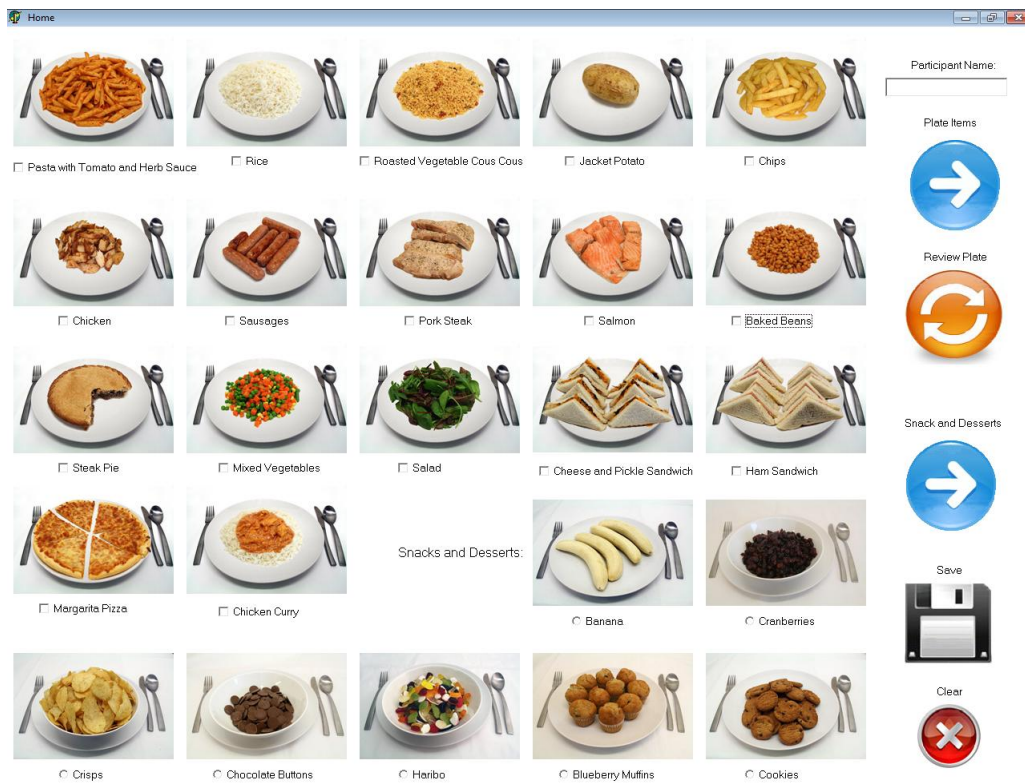 Home
Participant Name:
Plate Items
Pasta with Tomato and Herb Sauce
Rice
Roasted Vegetable Cous Cous
Jacket Potato
Chips
Review Plate
Chicken
Sausages
Pork Steak
Salmon
Baked Beans
Snack and Desserts
Steak Pie
Mixed Vegetables
Salad
Cheese and Pickle Sandwich
Ham Sandwich
Snacks and Desserts:
Save
Margarita Pizza
Chicken Curry
Banana
Cranberries
Clear
Crisps
Chocolate Buttons
Haribo
Blueberry Muffins
Cookies